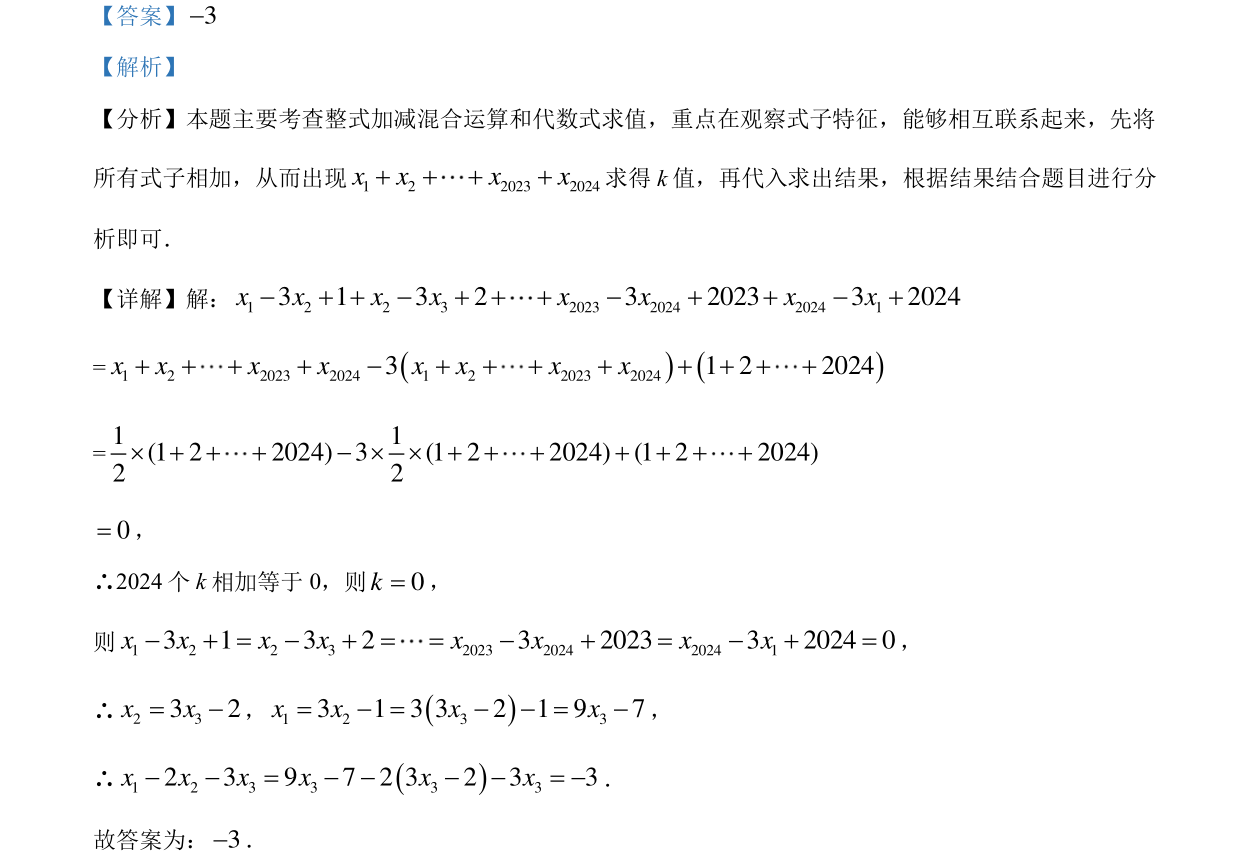 【答案】−3
【解析】
【分析】本题主要考查整式加减混合运算和代数式求值，重点在观察式子特征，能够相互联系起来，先将
所有式子相加，从而出现 x₁ + x₂ + ⋯ + x₂₀₂₃ + x₂₀₂₄ 求得 k 值，再代入求出结果，根据结果结合题目进行分
析即可．
【详解】解： x₁ − 3x₂ + 1 + x₂ − 3x₃ + 2 + ⋯ + x₂₀₂₃ − 3x₂₀₂₄ + 2023 + x₂₀₂₄ − 3x₁ + 2024
= x₁ + x₂ + ⋯ + x₂₀₂₃ + x₂₀₂₄ − 3(x₁ + x₂ + ⋯ + x₂₀₂₃ + x₂₀₂₄) + (1 + 2 + ⋯ + 2024)
= 1/2 × (1 + 2 + ⋯ + 2024) − 3 × 1/2 × (1 + 2 + ⋯ + 2024) + (1 + 2 + ⋯ + 2024)
= 0，
∴2024 个 k 相加等于 0，则 k = 0，
则 x₁ − 3x₂ + 1 = x₂ − 3x₃ + 2 = ⋯ = x₂₀₂₃ − 3x₂₀₂₄ + 2023 = x₂₀₂₄ − 3x₁ + 2024 = 0，
∴ x₂ = 3x₃ − 2，x₁ = 3x₂ − 1 = 3(3x₃ − 2) − 1 = 9x₃ − 7，
∴ x₁ − 2x₂ − 3x₃ = 9x₃ − 7 − 2(3x₃ − 2) − 3x₃ = −3．
故答案为：−3．